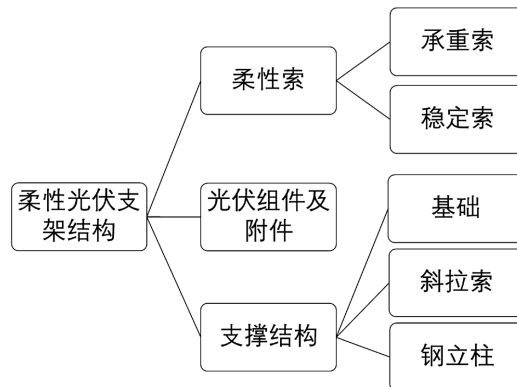 柔性光伏支
架结构
柔性索
承重索
稳定索
光伏组件及
附件
支撑结构
基础
斜拉索
钢立柱